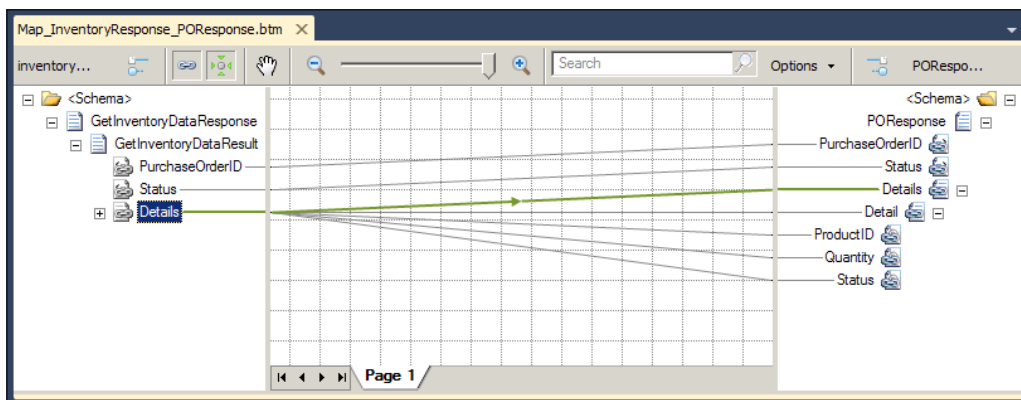 Map_InventoryResponse_POResponse.btm
inventory... Search Options PORespo...
<Schema> <Schema>
GetInventoryDataResponse POResponse
GetInventoryDataResult PurchaseOrderID
PurchaseOrderID Status
Status Details
Details Detail
ProductID
Quantity
Status
Page 1